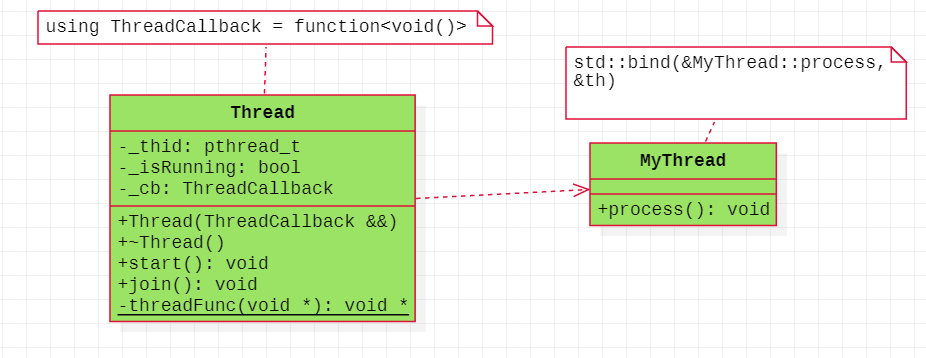 using ThreadCallback = function<void()>
std::bind(&MyThread::process,
&th)
Thread
-_thid: pthread_t
-_isRunning: bool
-_cb: ThreadCallback
+Thread(ThreadCallback &&)
+~Thread()
+start(): void
+join(): void
-threadFunc(void *): void *
MyThread
+process(): void